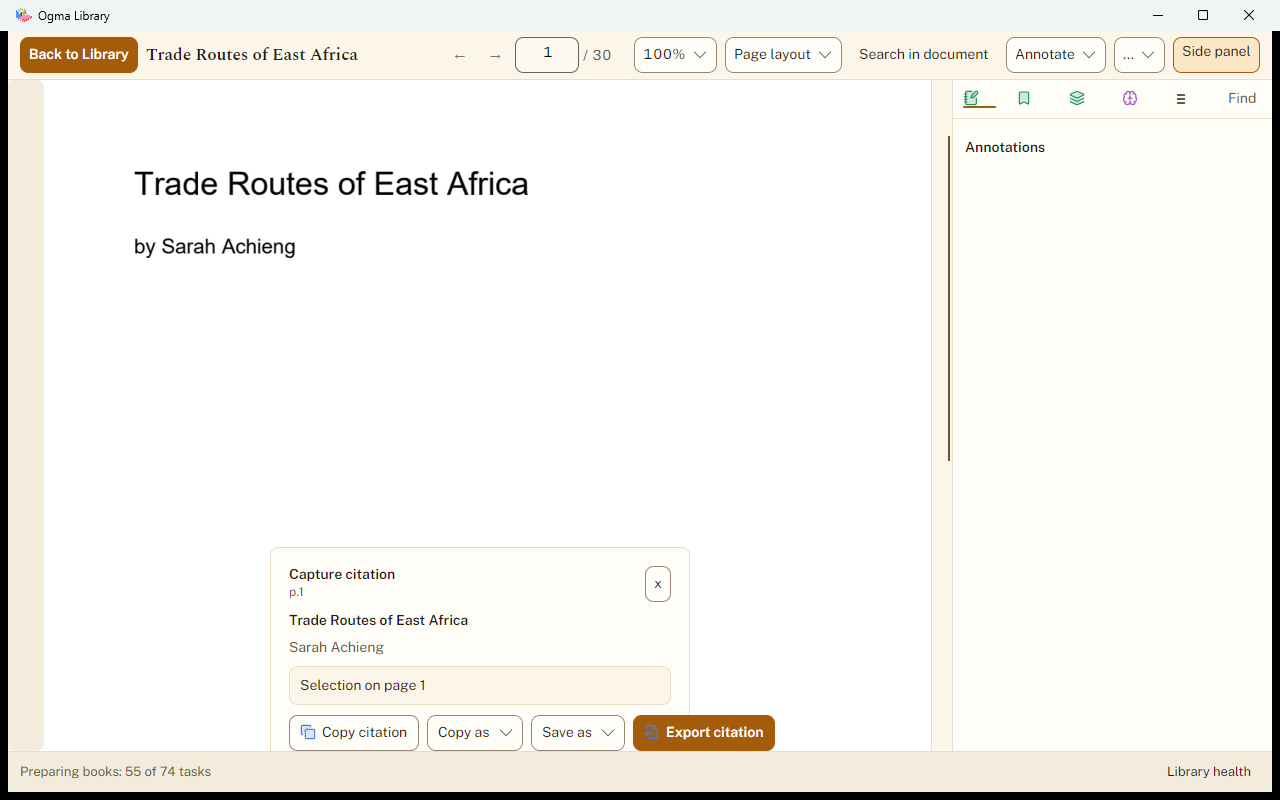 Ogma Library
Back to Library Trade Routes of East Africa ← → 1 / 30 100% Page layout Search in document Annotate ... Side panel
Find
Annotations
Trade Routes of East Africa
by Sarah Achieng
Capture citation
p.1
x
Trade Routes of East Africa
Sarah Achieng
Selection on page 1
Copy citation Copy as Save as Export citation
Preparing books: 55 of 74 tasks Library health